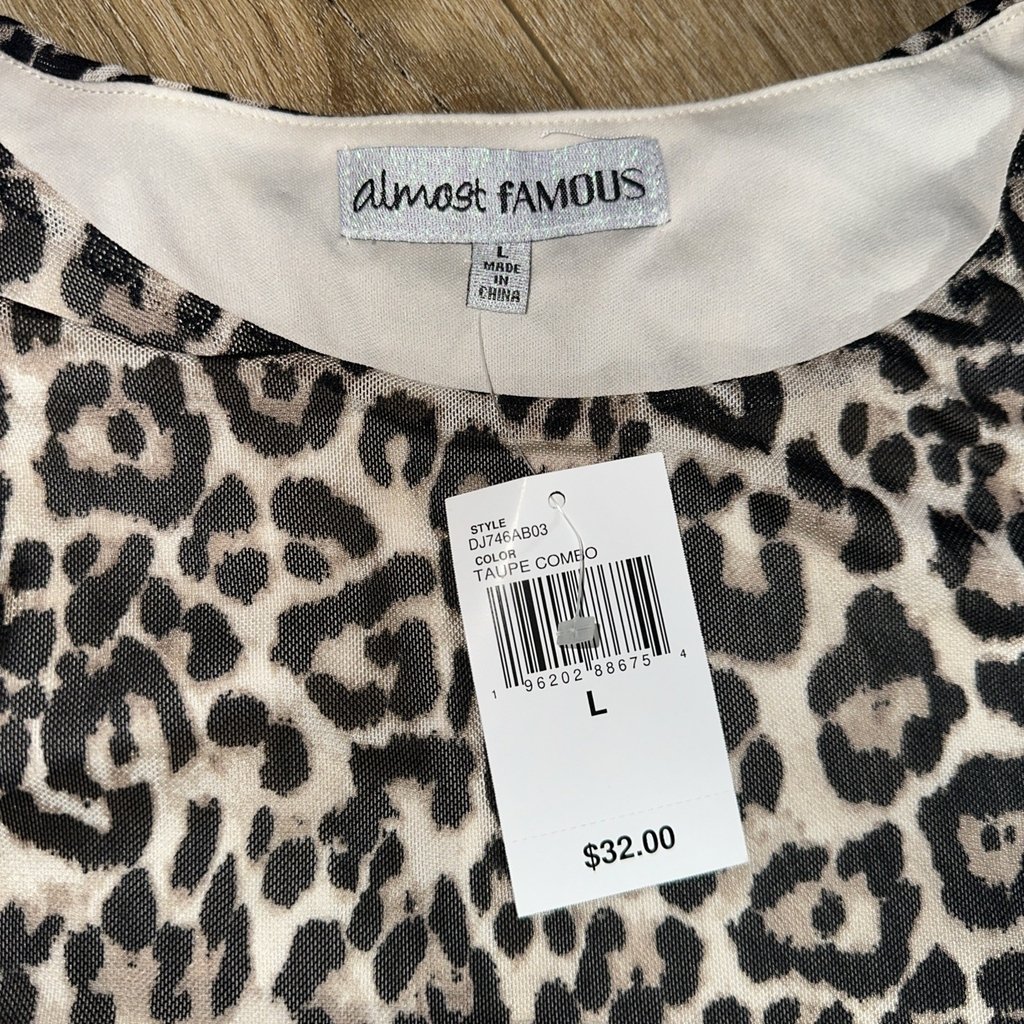 almost fAMOUS
L
MADE
IN
CHINA
STYLE
DJ746AB03
COLOR
TAUPE COMBO
1 96202 88675 4
L
$32.00